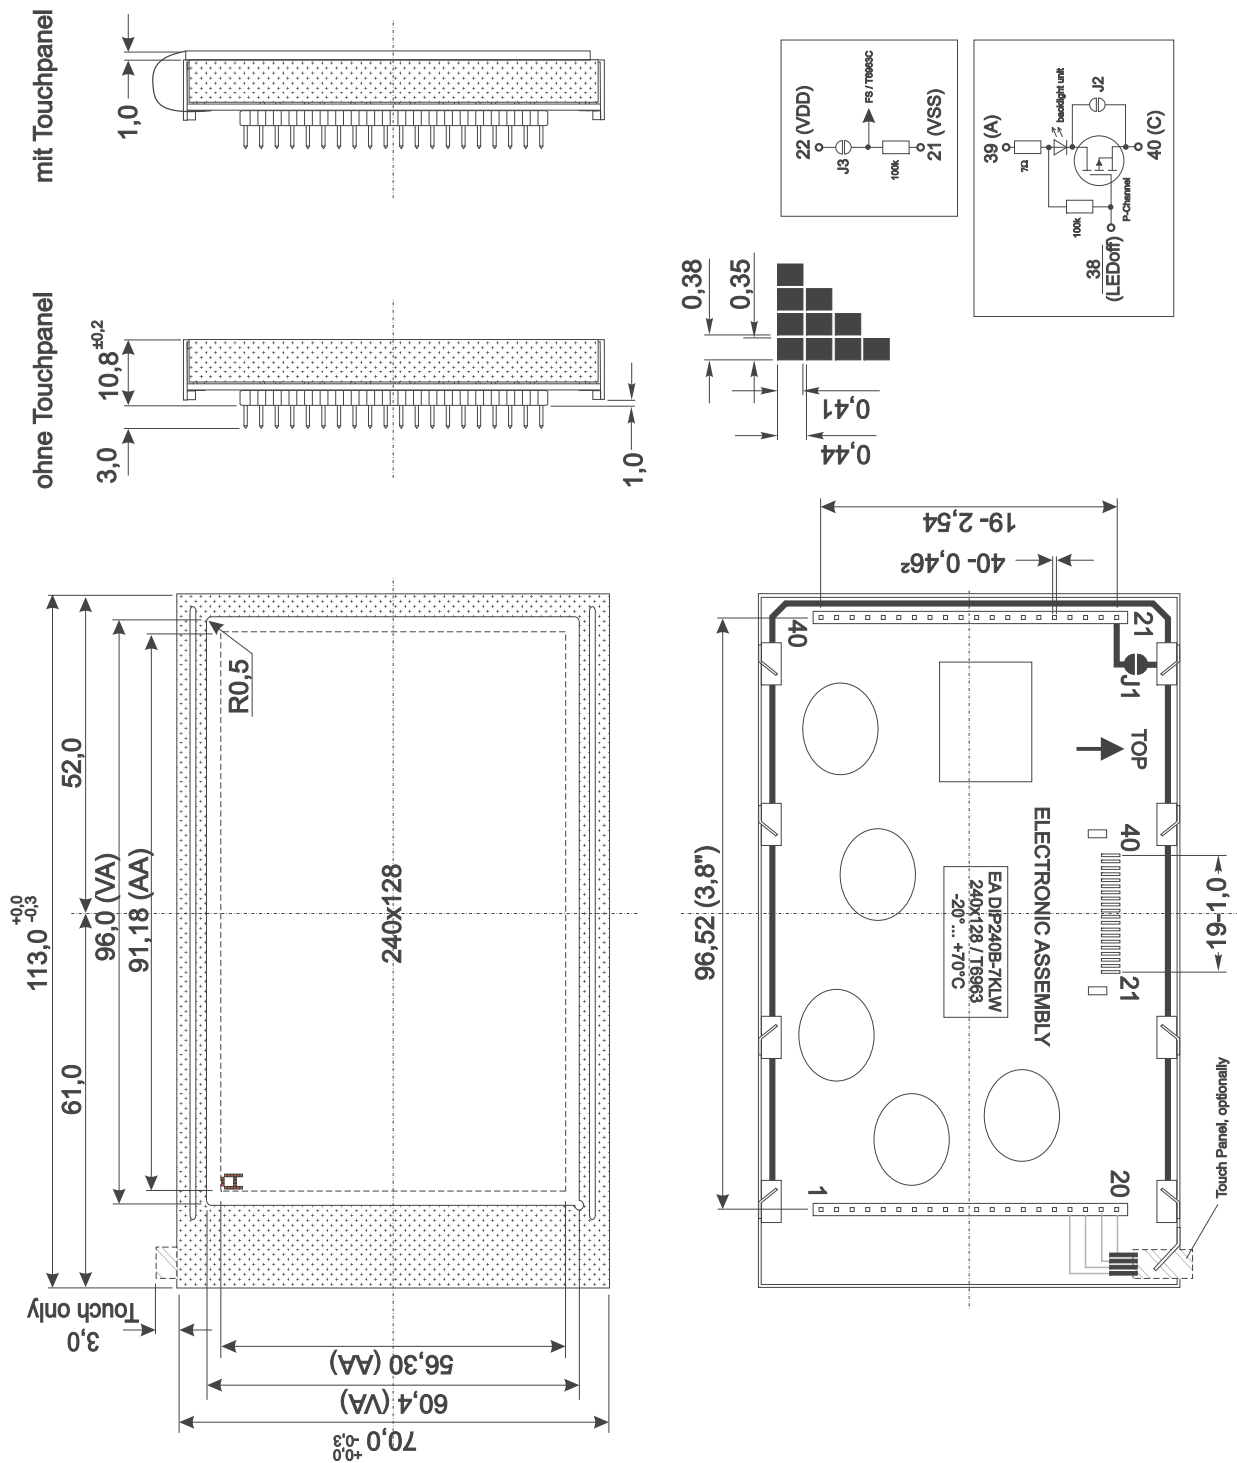 mit Touchpanel
1,0
ohne Touchpanel
10,8 ±0,2
3,0
1,0
22 (VDD)
J3
FS / T6963C
100k
21 (VSS)
39 (A)
7Ω
backlight unit
J2
40 (C)
P-Channel
100k
38
(LEDoff)
0,38
0,35
0,41
0,44
113,0 +0,0 -0,3
52,0
61,0
96,0 (VA)
91,18 (AA)
R0,5
240x128
Touch only
3,0
56,30 (AA)
60,4 (VA)
70,0 +0,0 -0,3
19- 2,54
40- 0,46²
96,52 (3,8")
40
21
J1
TOP
ELECTRONIC ASSEMBLY
EA DIP240B-7KLW
240x128 / T6963
-20° ... +70°C
40
21
19-1,0
1
20
Touch Panel, optionally